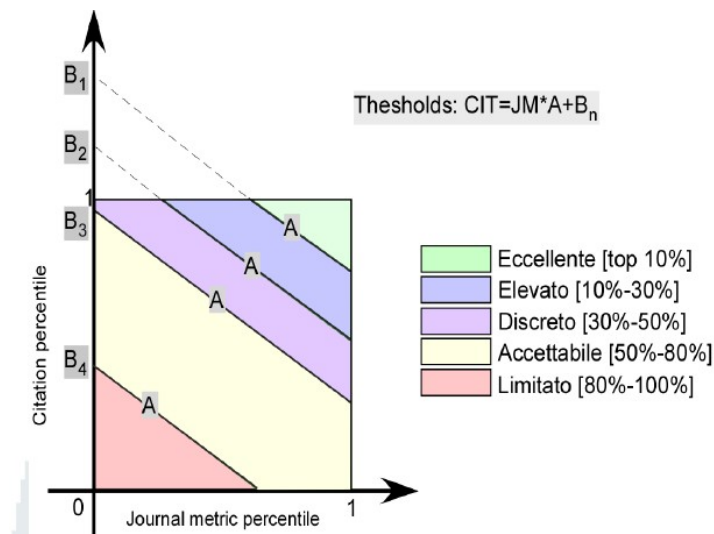 B1
Thesholds: CIT=JM*A+Bn
B2
1
B3
A
A
A
B4
A
Eccellente [top 10%]
Elevato [10%-30%]
Discreto [30%-50%]
Accettabile [50%-80%]
Limitato [80%-100%]
Citation percentile
0
Journal metric percentile
1